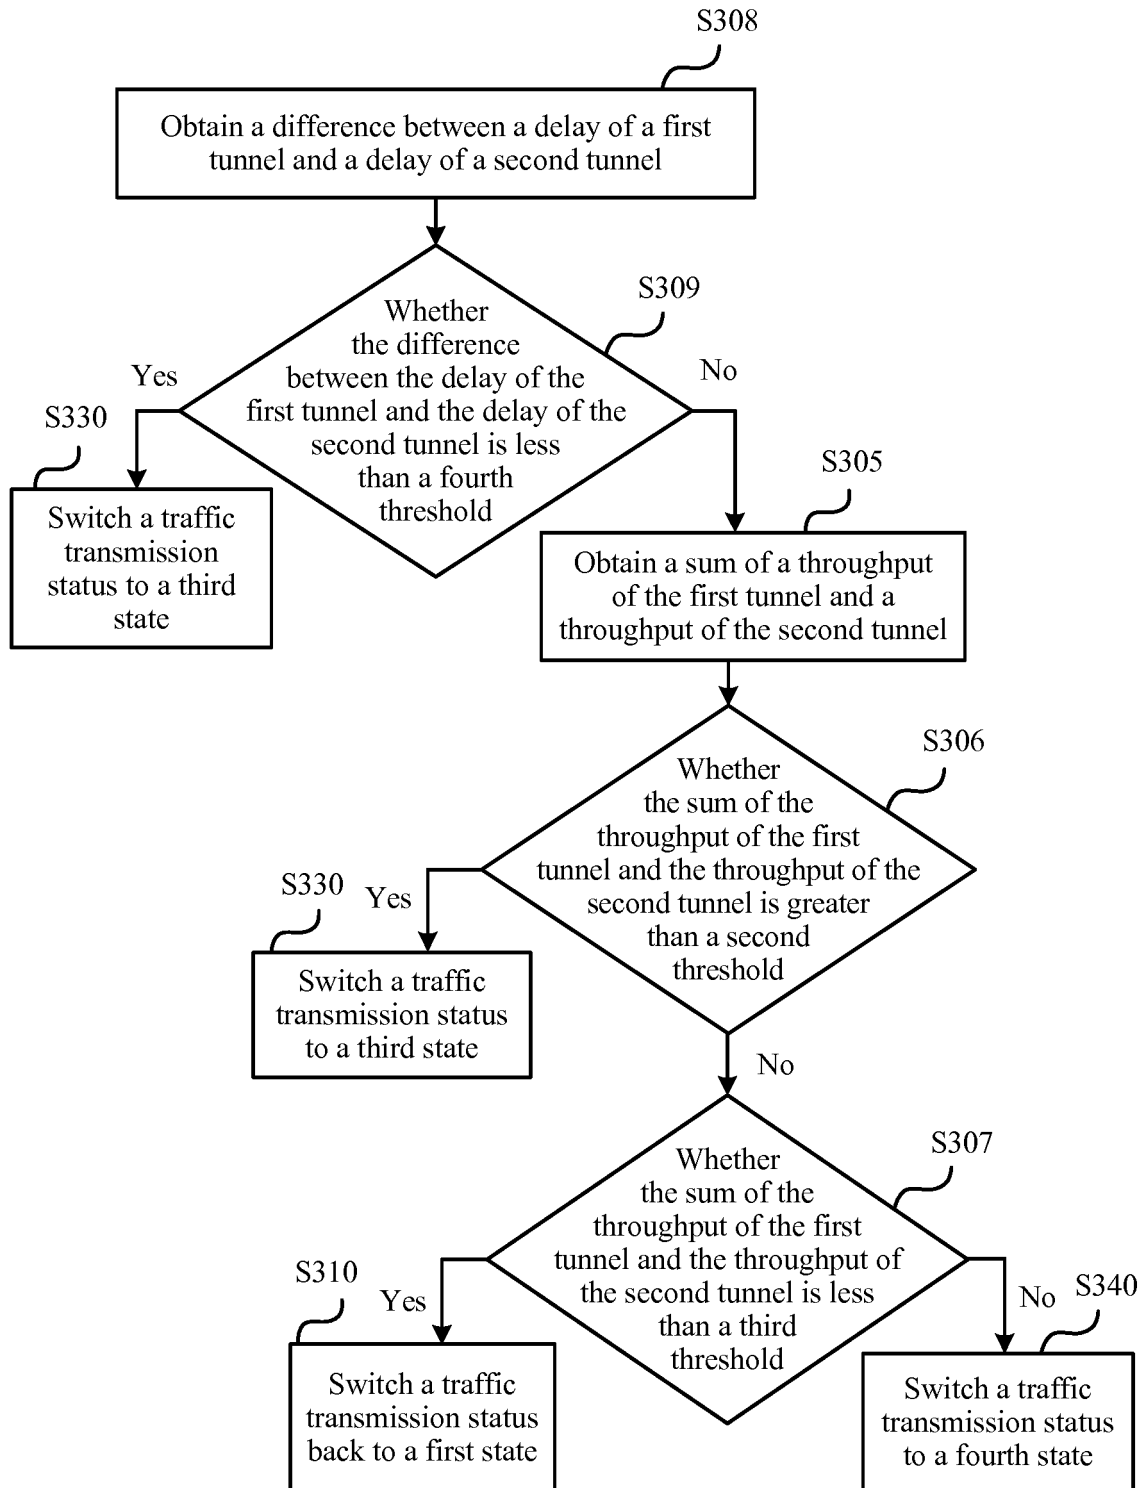 S308
Obtain a difference between a delay of a first
tunnel and a delay of a second tunnel
S309
Whether
the difference
between the delay of the
first tunnel and the delay of the
second tunnel is less
than a fourth
threshold
Yes
No
S330
Switch a traffic
transmission
status to a third
state
S305
Obtain a sum of a throughput
of the first tunnel and a
throughput of the second tunnel
S306
Whether
the sum of the
throughput of the first
tunnel and the throughput of the
second tunnel is greater
than a second
threshold
Yes
S330
Switch a traffic
transmission status
to a third state
No
S307
Whether
the sum of the
throughput of the first
tunnel and the throughput of
the second tunnel is less
than a third
threshold
Yes
S310
Switch a traffic
transmission status
back to a first state
No
S340
Switch a traffic
transmission status
to a fourth state